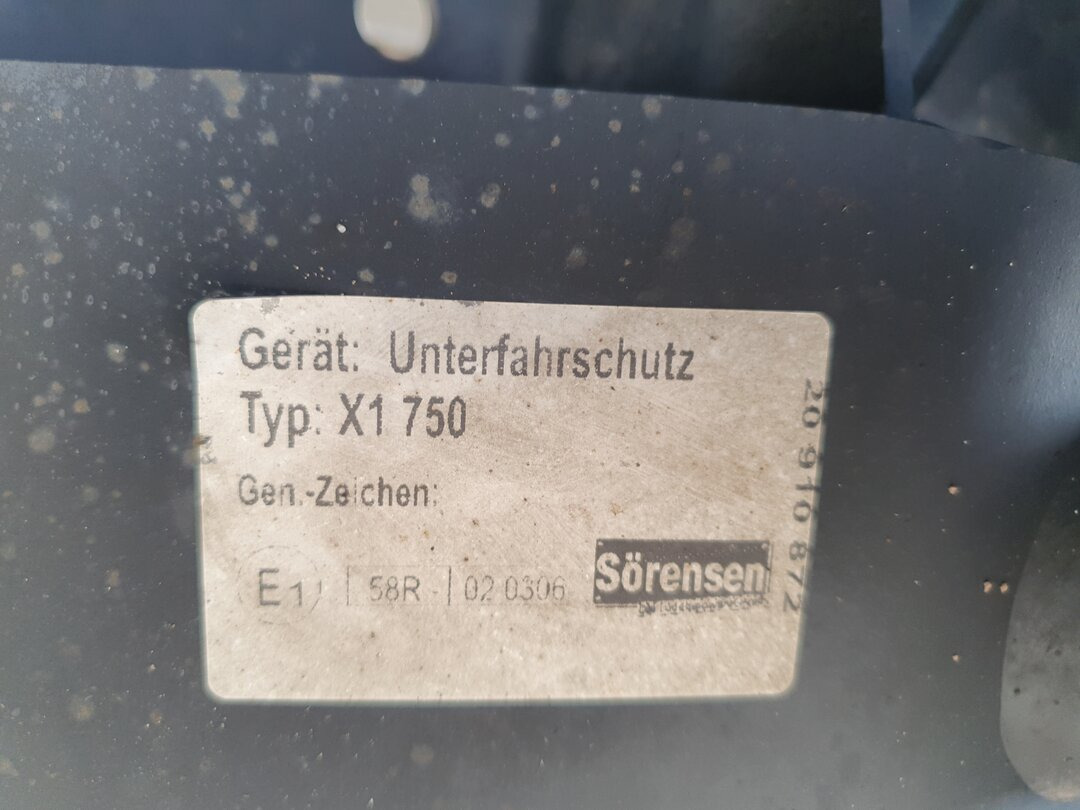 Gerät: Unterfahrschutz
Typ: X1 750
Gen.-Zeichen:
E1 58R 02 0306
Sörensen
20 910 872